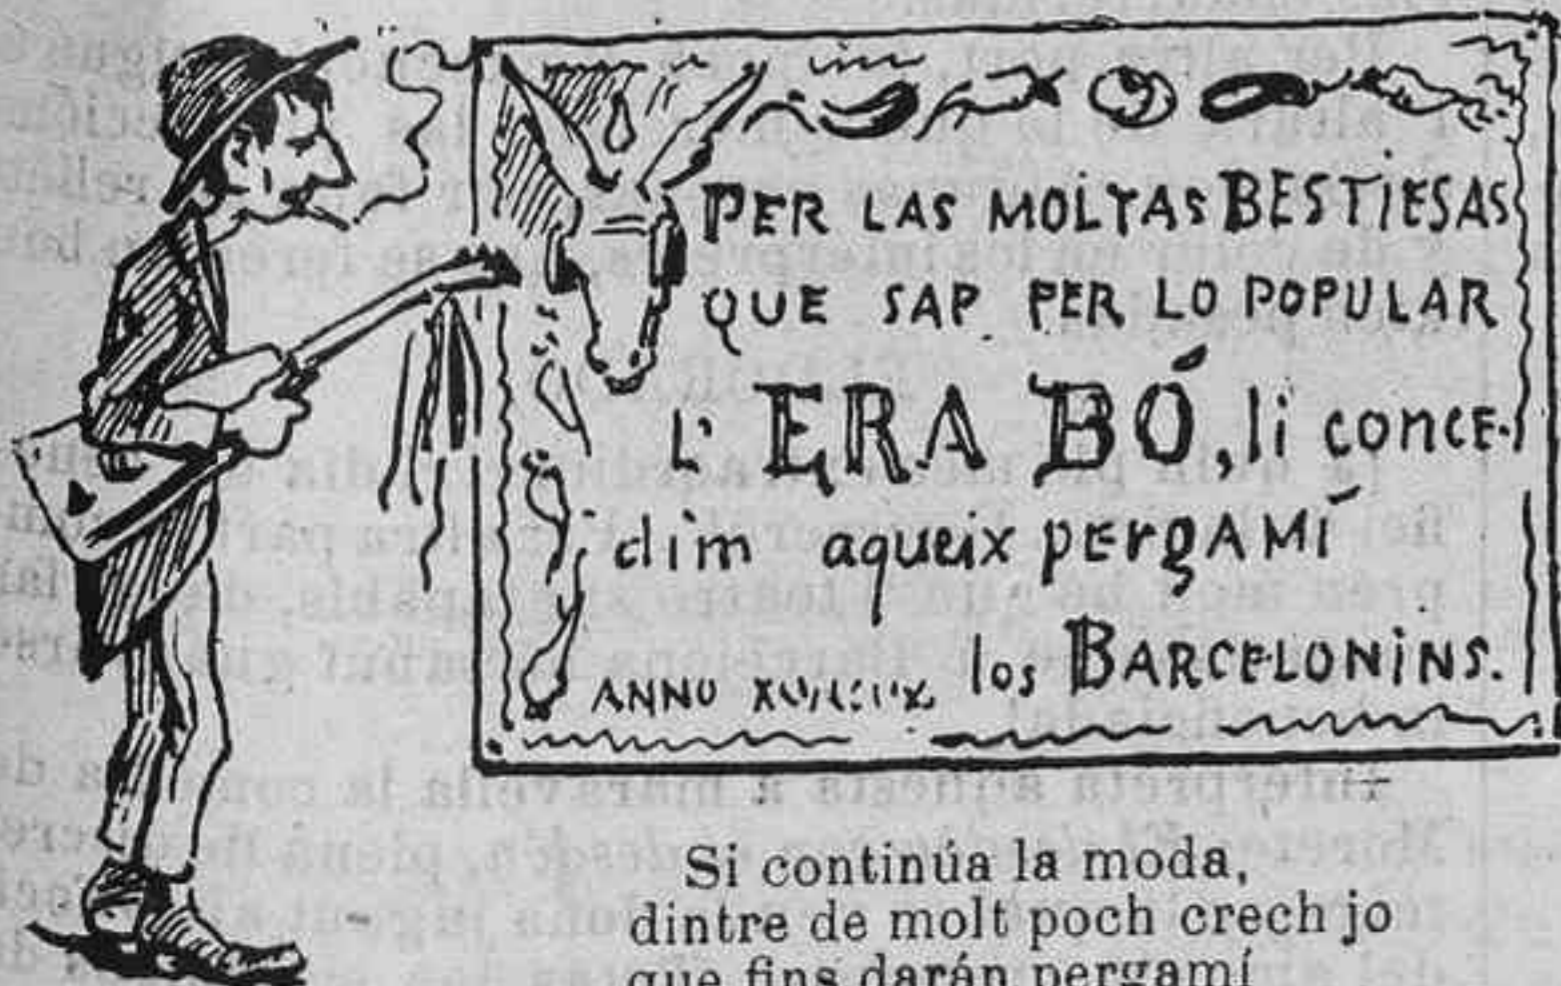 PER LAS MOLTAS BESTIESAS
QUE SAP PER LO POPULAR
L' ERA BÓ, li conce-
dim aqueix pergAMÍ
los BARCELONINS.
ANNO
Si continúa la moda,
dintre de molt poch crech jo
que fins darán pergamí